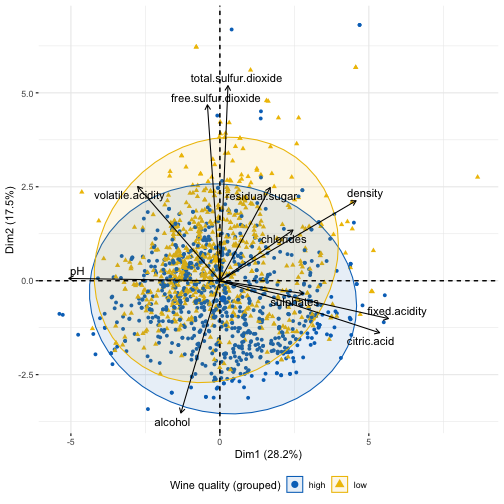 total.sulfur.dioxide
5.0
free.sulfur.dioxide
2.5
volatile.acidity
residual.sugar
density
chlorides
Dim2 (17.5%)
pH
0.0
sulphates
fixed.acidity
citric.acid
-2.5
alcohol
-5
0
5
Dim1 (28.2%)
Wine quality (grouped) high low